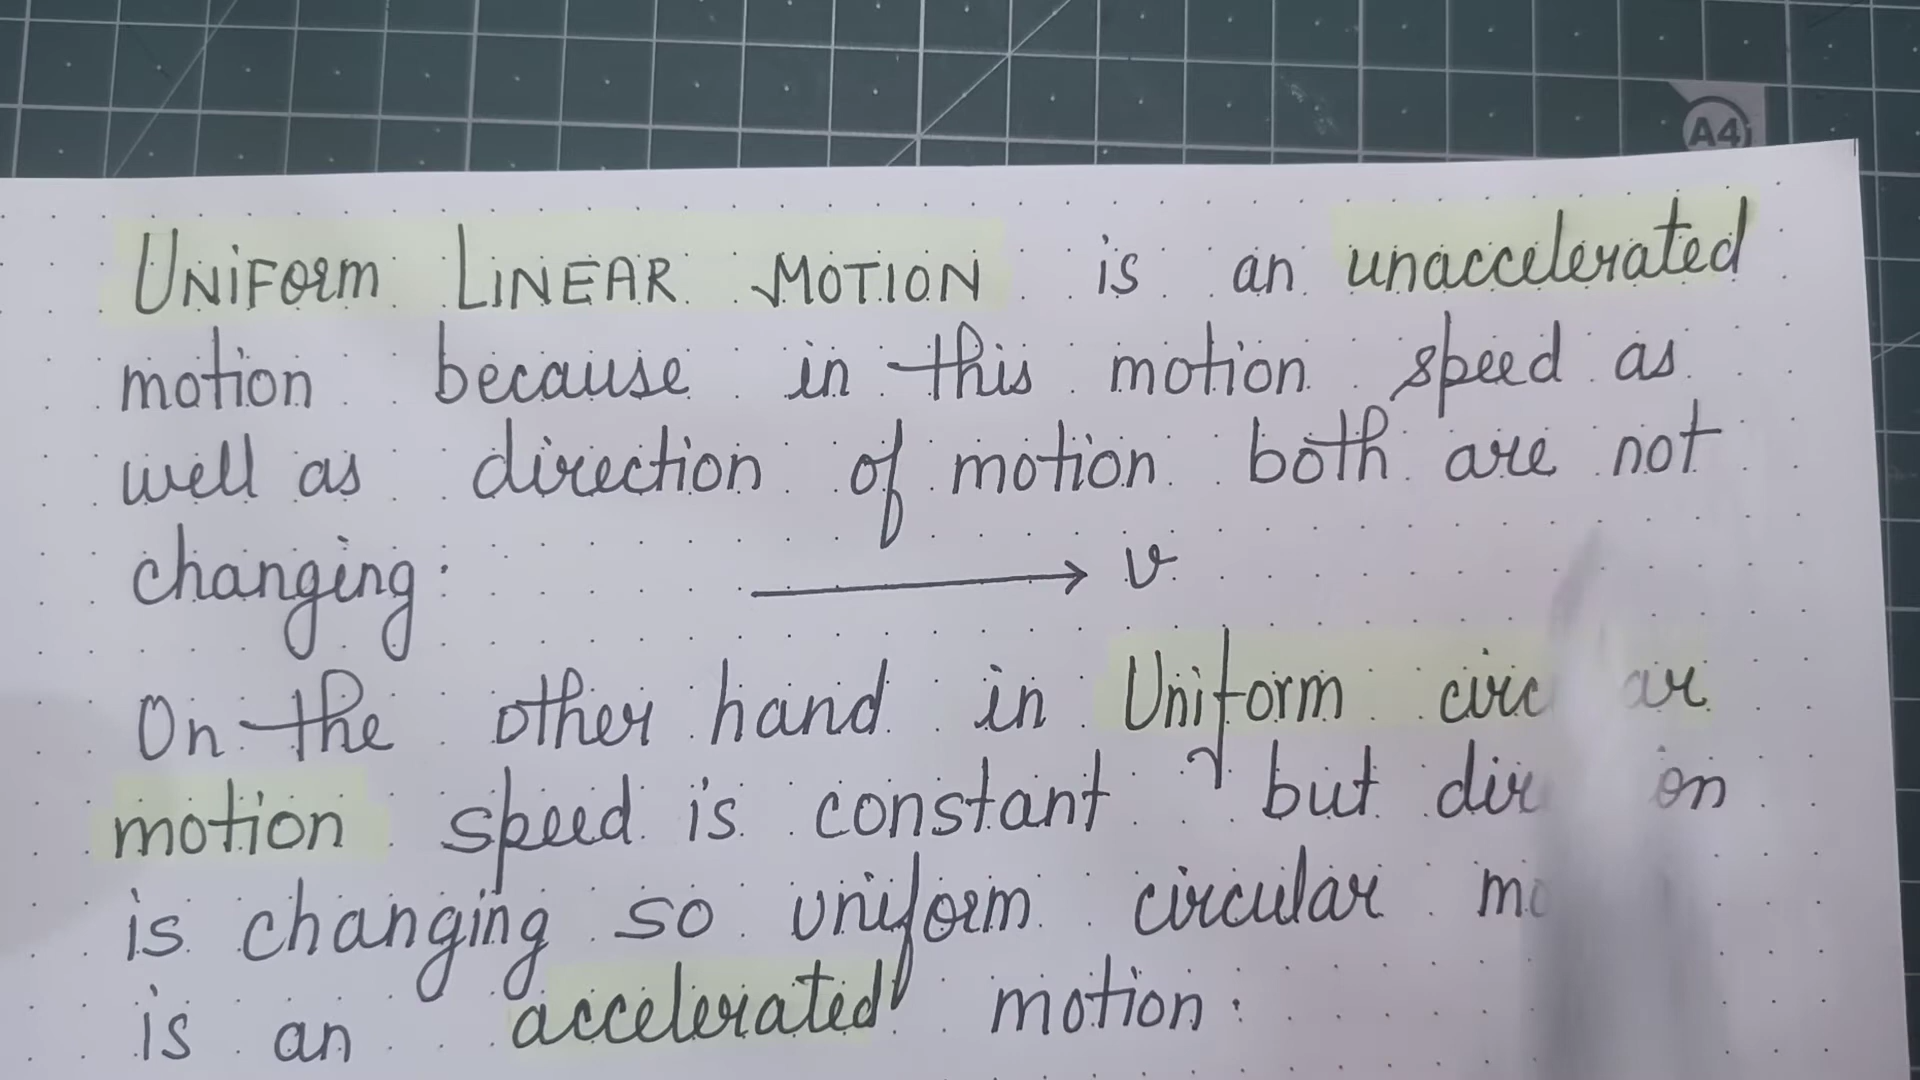 A4
UNIFORM LINEAR MOTION is an unaccelerated
motion because in this motion speed as
well as direction of motion both are not
changing.
v
On the other hand in Uniform
motion speed is constant, but
is changing so uniform circular
is an accelerated motion.